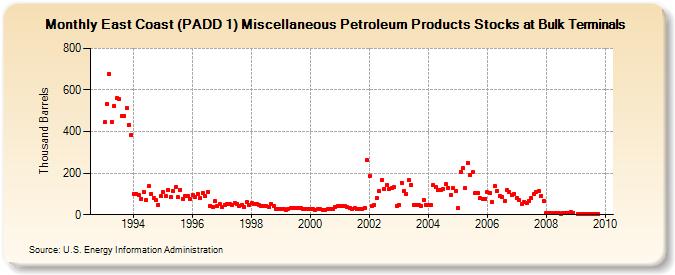 Monthly East Coast (PADD 1) Miscellaneous Petroleum Products Stocks at Bulk Terminals
Thousand Barrels
800
600
400
200
0
1994 1996 1998 2000 2002 2004 2006 2008 2010
Source: U.S. Energy Information Administration